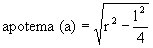 apotema (a) = √(r² − l²/4)